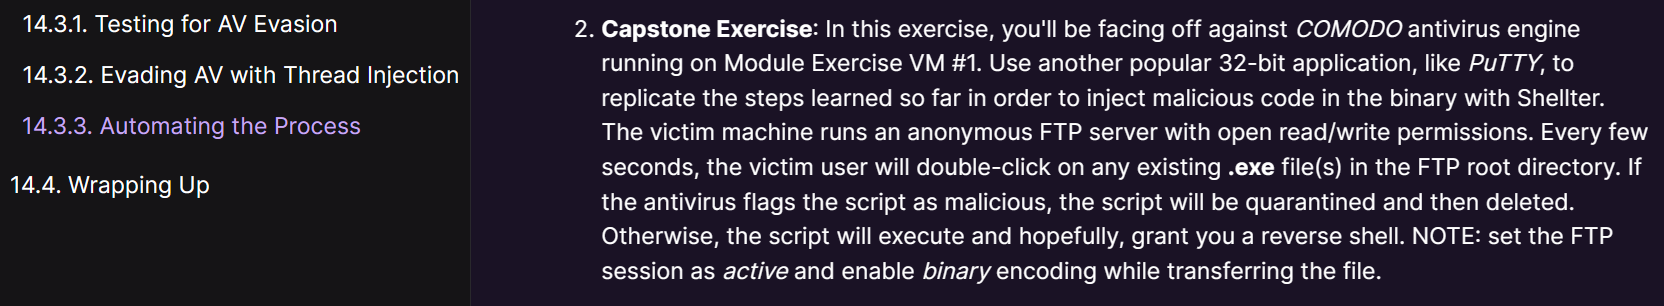 14.3.1. Testing for AV Evasion
14.3.2. Evading AV with Thread Injection
14.3.3. Automating the Process
14.4. Wrapping Up
2. Capstone Exercise: In this exercise, you'll be facing off against COMODO antivirus engine
running on Module Exercise VM #1. Use another popular 32-bit application, like PuTTY, to
replicate the steps learned so far in order to inject malicious code in the binary with Shellter.
The victim machine runs an anonymous FTP server with open read/write permissions. Every few
seconds, the victim user will double-click on any existing .exe file(s) in the FTP root directory. If
the antivirus flags the script as malicious, the script will be quarantined and then deleted.
Otherwise, the script will execute and hopefully, grant you a reverse shell. NOTE: set the FTP
session as active and enable binary encoding while transferring the file.